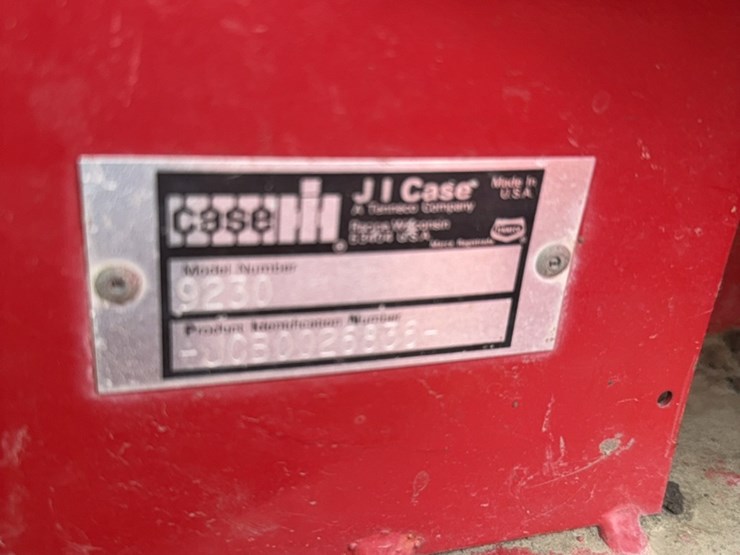 case IH
J I Case
A Tenneco Company
Racine Wisconsin
53404 U S A
Made In
U S A
Model Number
9230
Product Identification Number